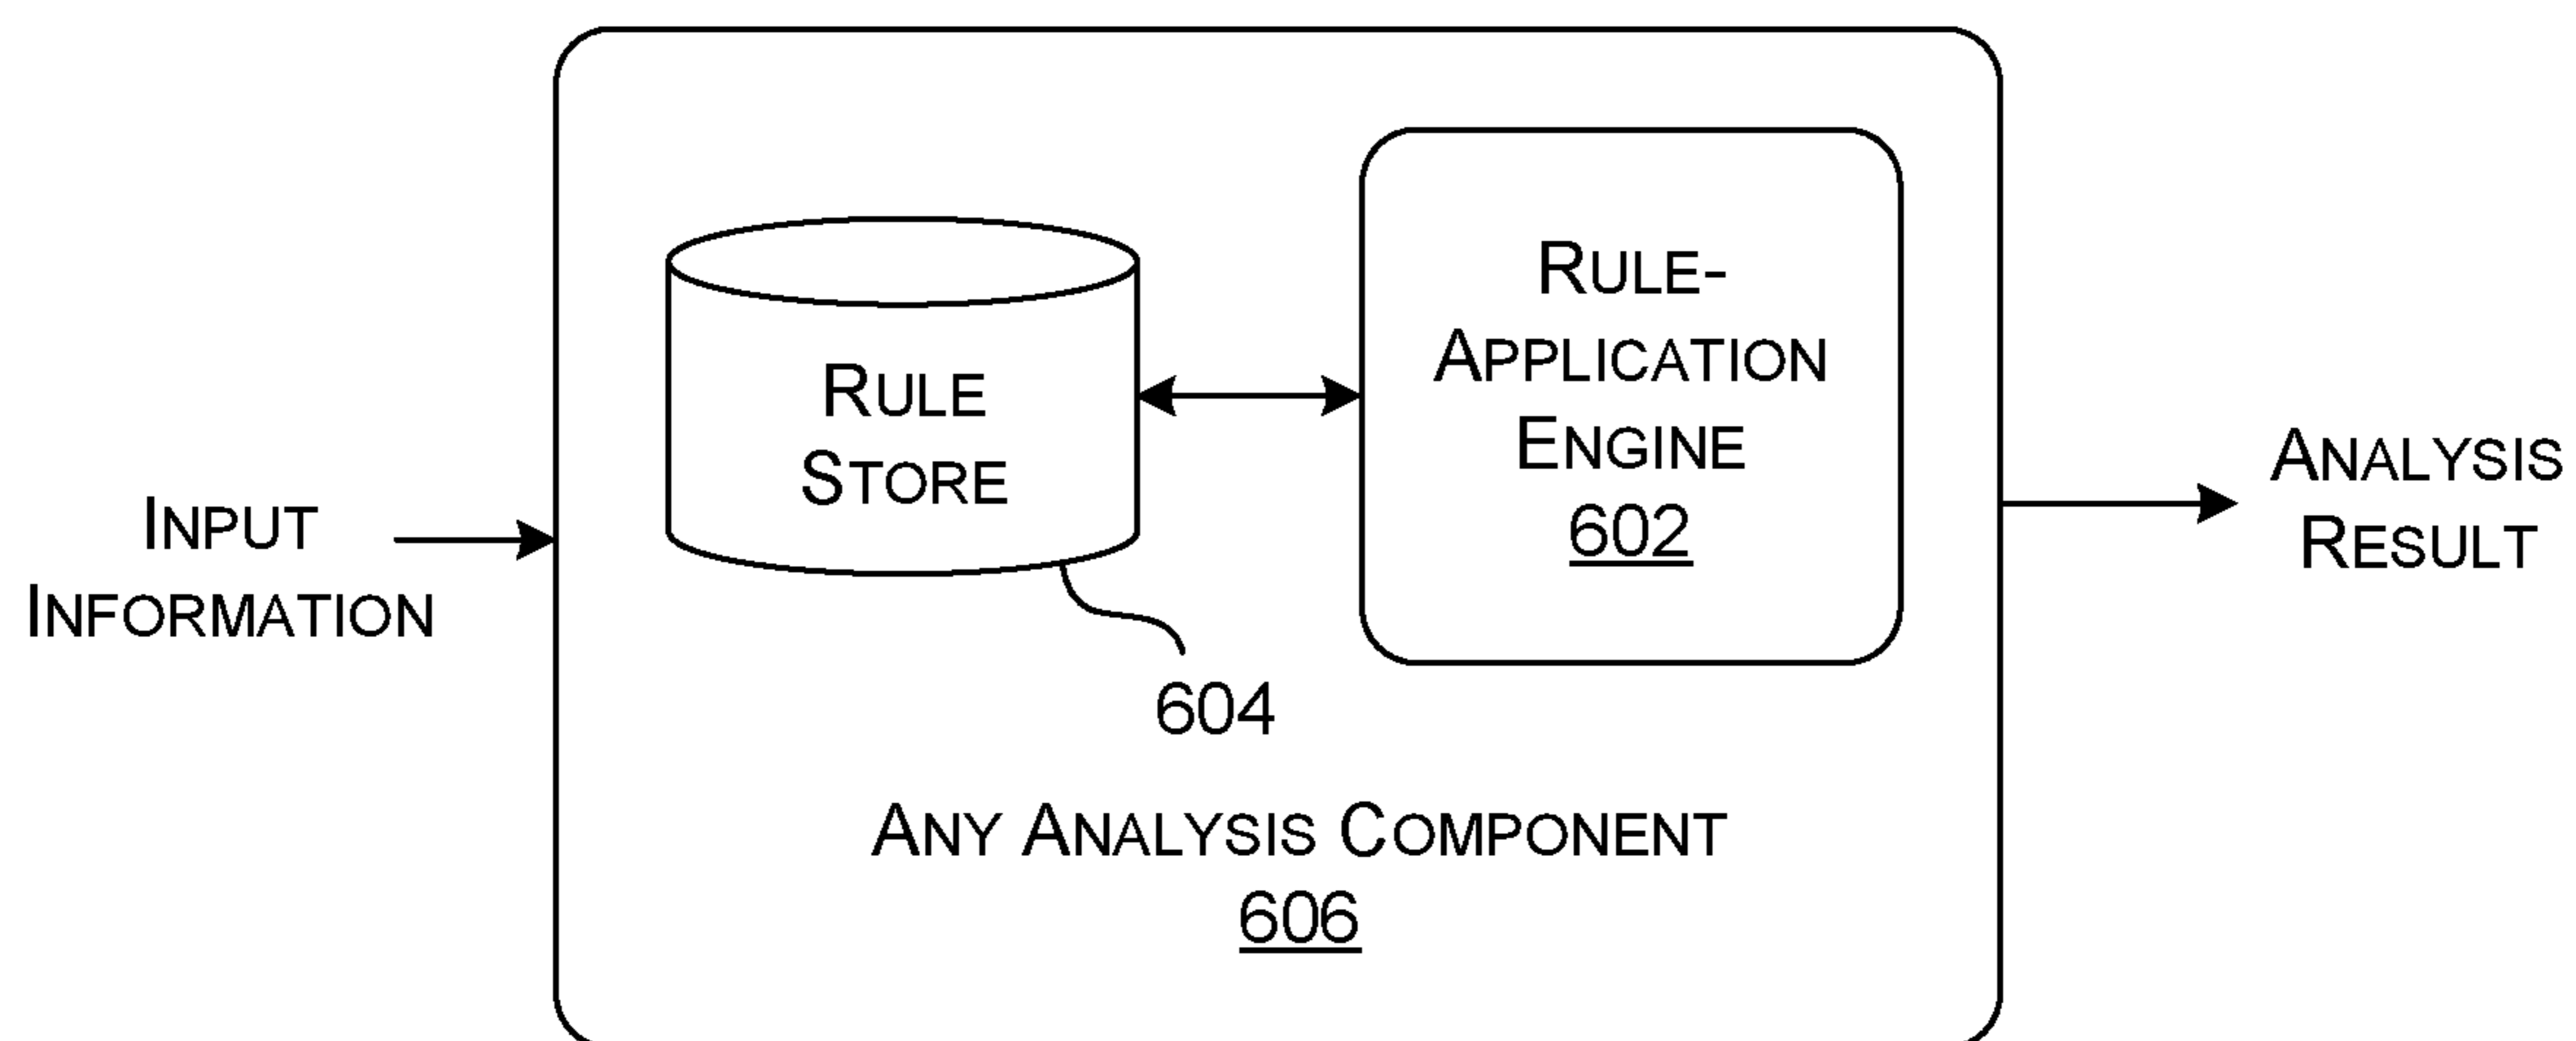 INPUT
INFORMATION
RULE
STORE
604
RULE-
APPLICATION
ENGINE
602
ANY ANALYSIS COMPONENT
606
ANALYSIS
RESULT